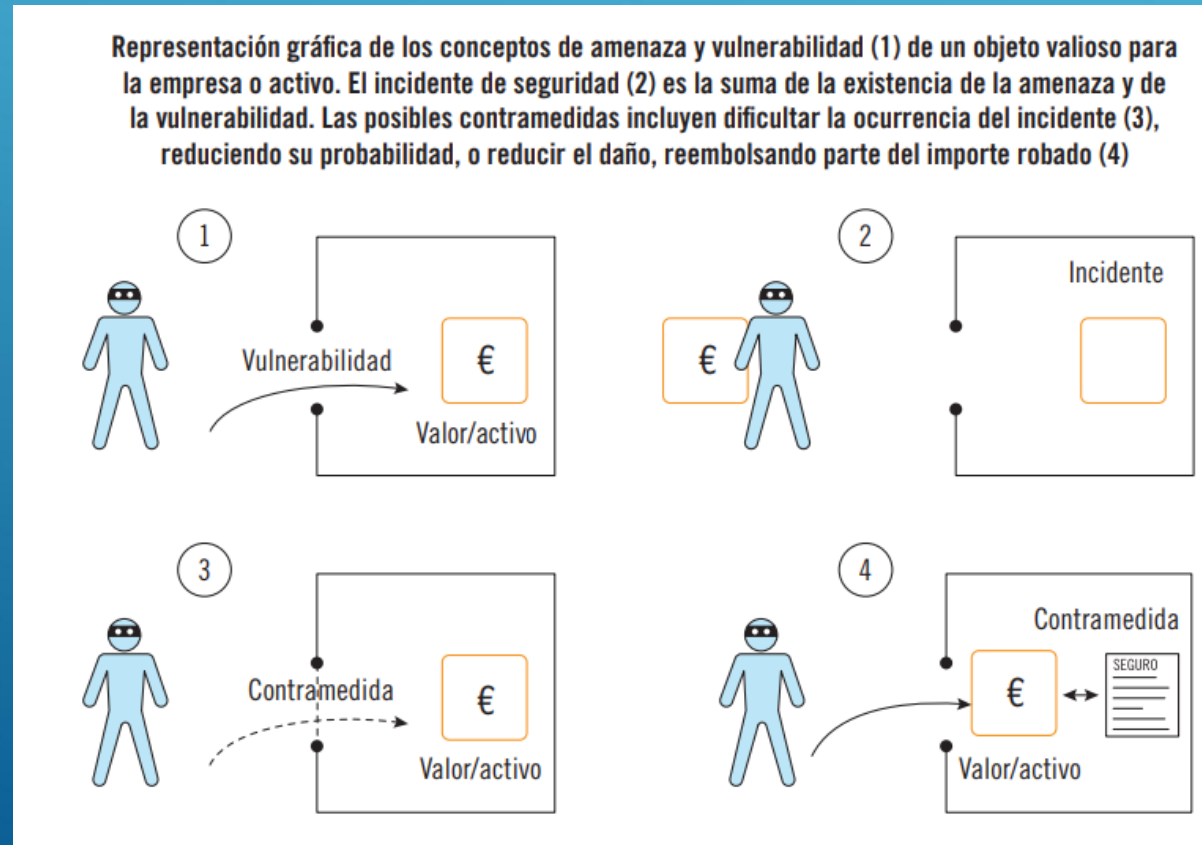 Representación gráfica de los conceptos de amenaza y vulnerabilidad (1) de un objeto valioso para
la empresa o activo. El incidente de seguridad (2) es la suma de la existencia de la amenaza y de
la vulnerabilidad. Las posibles contramedidas incluyen dificultar la ocurrencia del incidente (3),
reduciendo su probabilidad, o reducir el daño, reembolsando parte del importe robado (4)
1
Vulnerabilidad
€
Valor/activo
2
Incidente
€
3
Contramedida
€
Valor/activo
4
Contramedida
SEGURO
€
Valor/activo